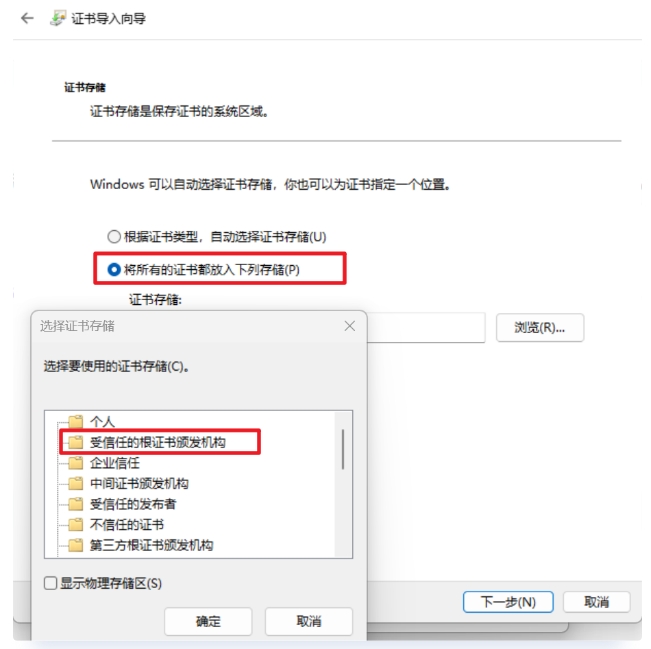 证书导入向导
证书存储
证书存储是保存证书的系统区域。
Windows 可以自动选择证书存储，你也可以为证书指定一个位置。
根据证书类型，自动选择证书存储(U)
将所有的证书都放入下列存储(P)
证书存储:
浏览(R)...
选择证书存储
选择要使用的证书存储(C)。
个人
受信任的根证书颁发机构
企业信任
中间证书颁发机构
受信任的发布者
不信任的证书
第三方根证书颁发机构
显示物理存储区(S)
确定 取消
下一步(N) 取消